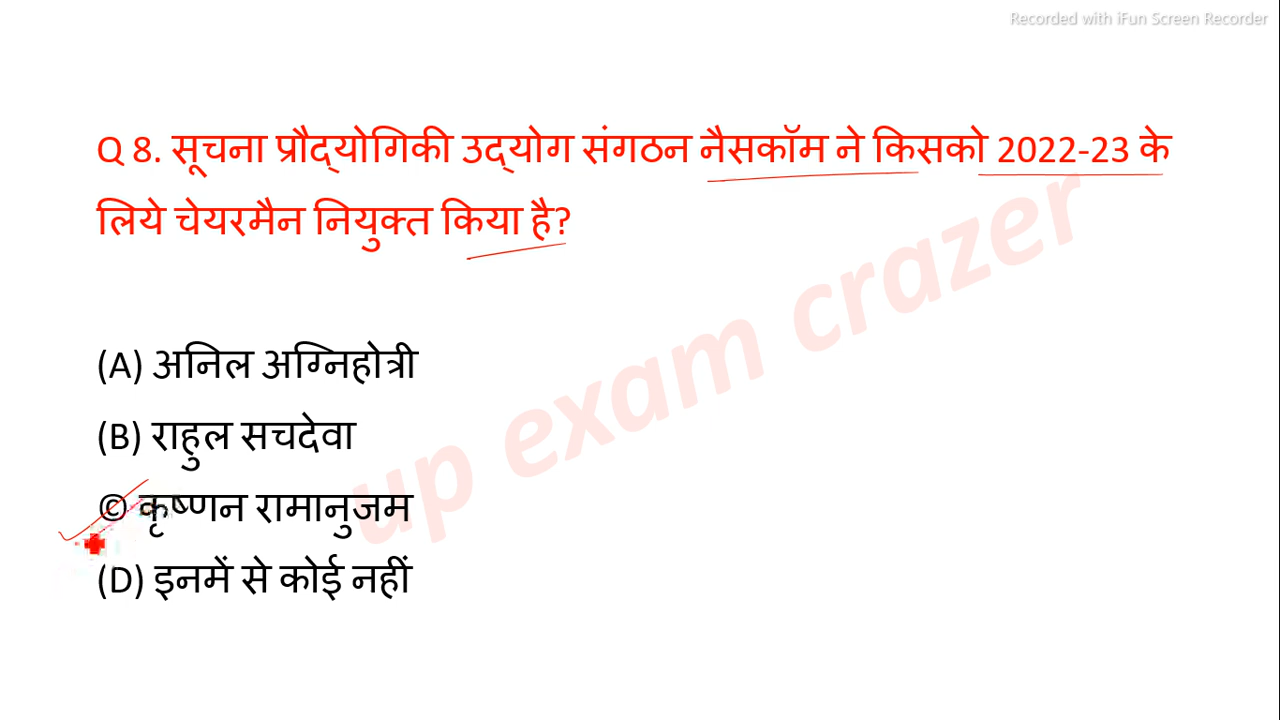 Recorded with iFun Screen Recorder
Q 8. सूचना प्रौद्योगिकी उद्योग संगठन नैसकॉम ने किसको 2022-23 के
लिये चेयरमैन नियुक्त किया है?
up exam crazer
(A) अनिल अग्निहोत्री
(B) राहुल सचदेवा
© कृष्णन रामानुजम
(D) इनमें से कोई नहीं